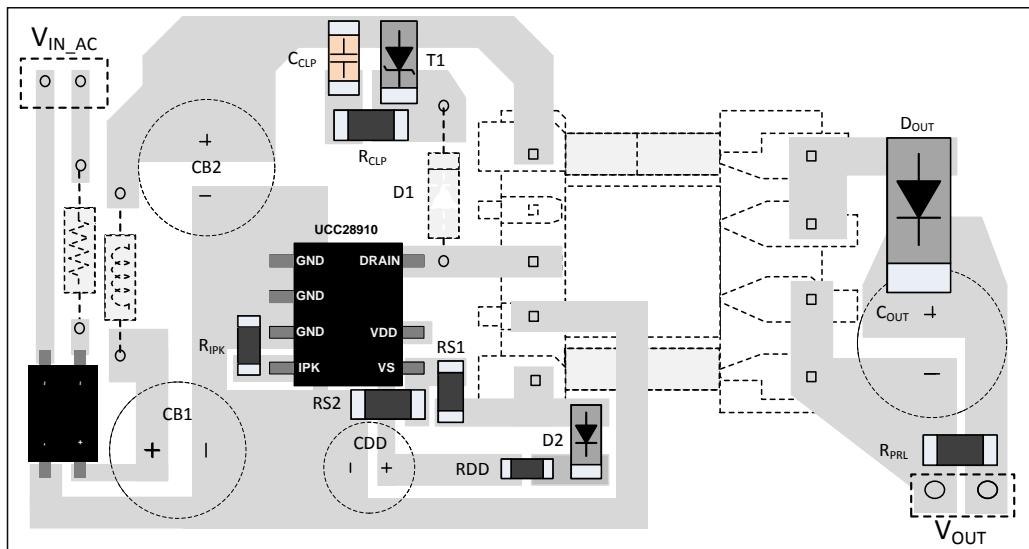 V_IN_AC
C_CLP
T1
R_CLP
CB2
D1
D_OUT
UCC28910
GND
DRAIN
GND
GND
VDD
IPK
VS
R_IPK
RS1
RS2
C_OUT
CB1
CDD
D2
RDD
R_PRL
V_OUT